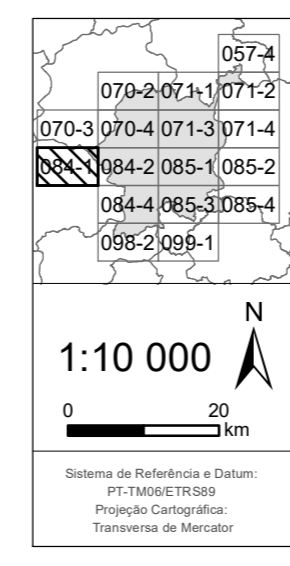 057-4
070-2 071-1 071-2
070-3 070-4 071-3 071-4
084-1 084-2 085-1 085-2
084-4 085-3 085-4
098-2 099-1
N
1:10 000
0 20
km
Sistema de Referência e Datum:
PT-TM06/ETRS89
Projeção Cartográfica:
Transversa de Mercator